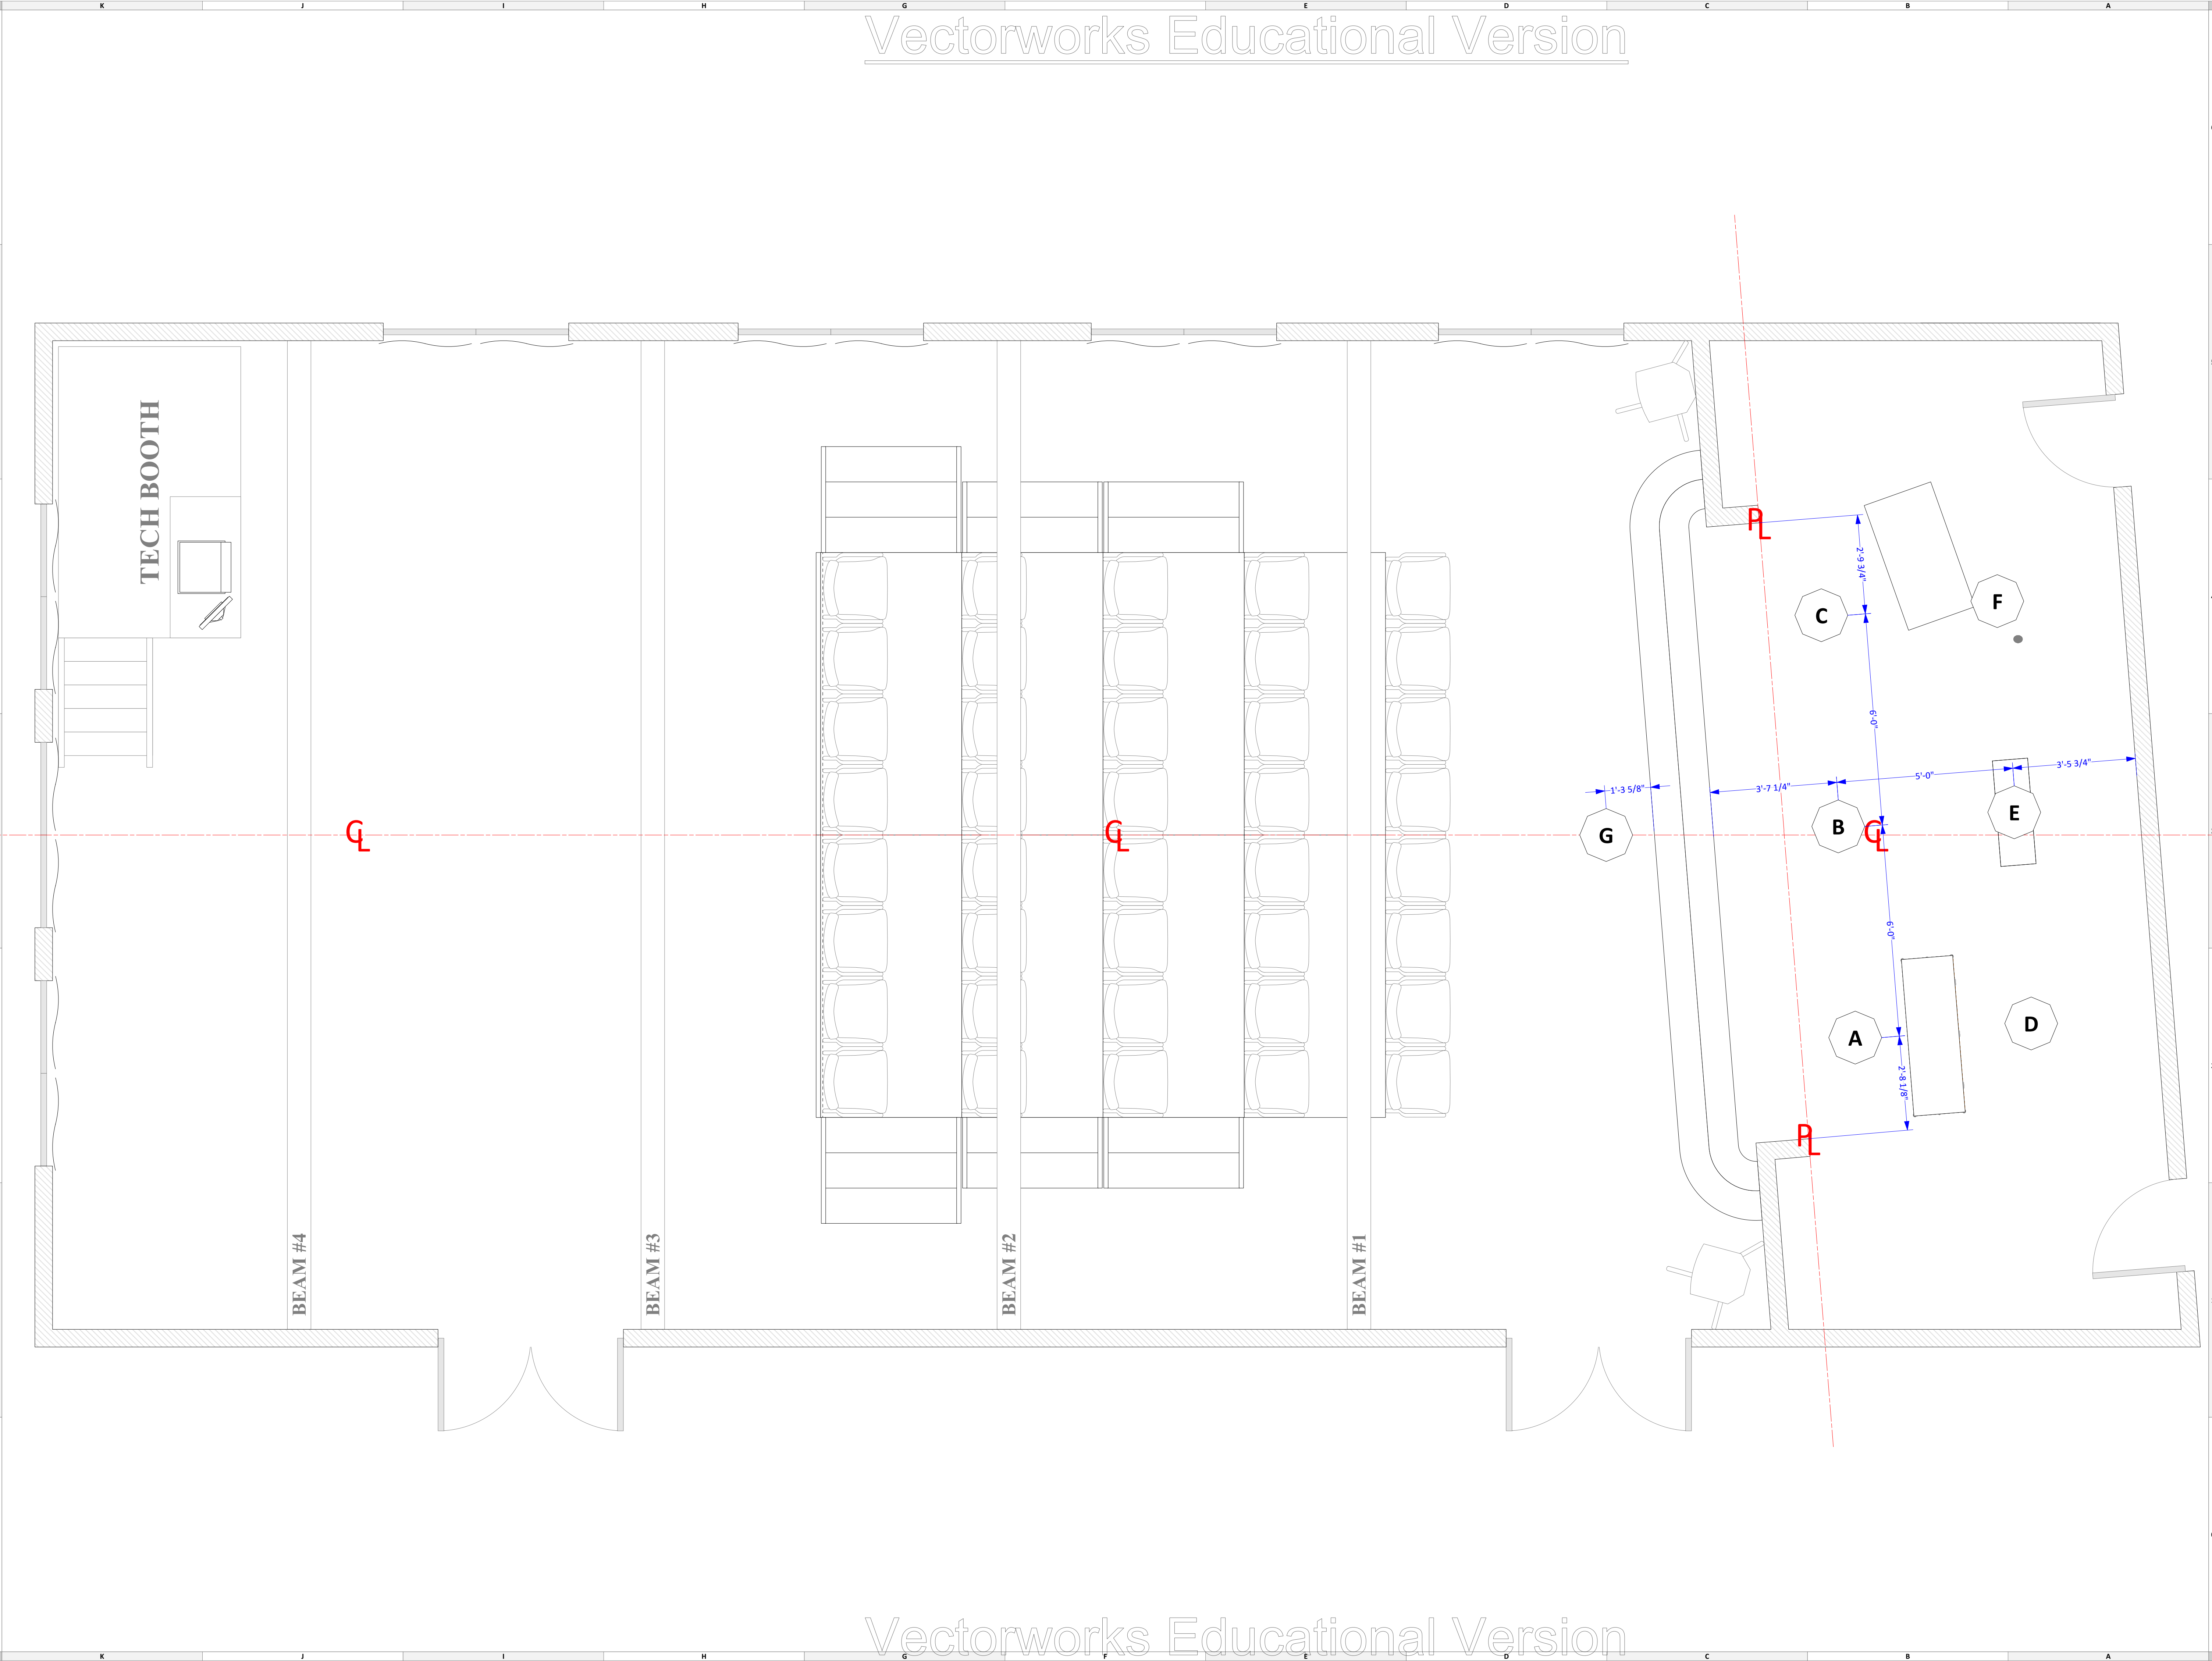 K J I H G E D C B A
Vectorworks Educational Version
TECH BOOTH
PL
2'-9 3/4"
C
F
6'-0"
3'-5 3/4"
5'-0"
3'-7 1/4"
1'-3 5/8"
CL
CL
G
B
CL
E
6'-0"
D
A
2'-8 1/8"
PL
BEAM #4
BEAM #3
BEAM #2
BEAM #1
Vectorworks Educational Version
K J I H G F E D C B A